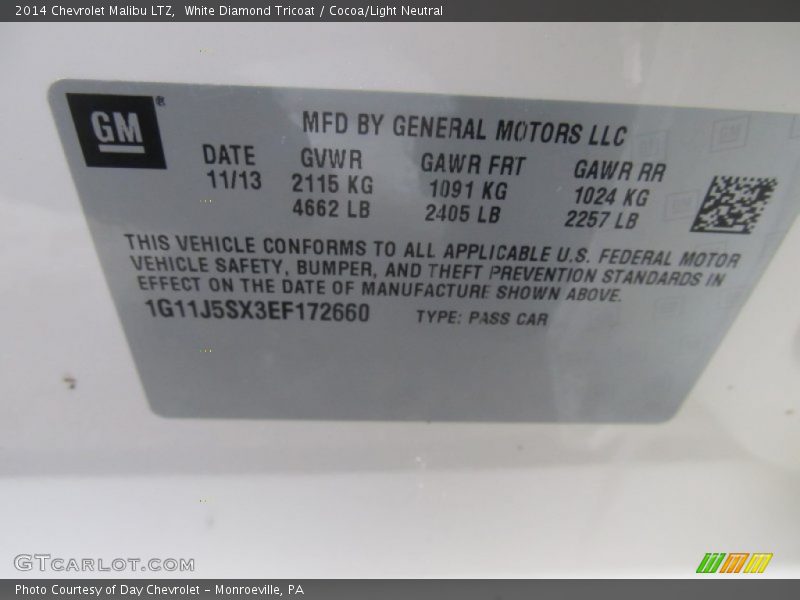 2014 Chevrolet Malibu LTZ, White Diamond Tricoat / Cocoa/Light Neutral
GM®
MFD BY GENERAL MOTORS LLC
DATE GVWR GAWR FRT GAWR RR
11/13 2115 KG 1091 KG 1024 KG
4662 LB 2405 LB 2257 LB
THIS VEHICLE CONFORMS TO ALL APPLICABLE U.S. FEDERAL MOTOR
VEHICLE SAFETY, BUMPER, AND THEFT PREVENTION STANDARDS IN
EFFECT ON THE DATE OF MANUFACTURE SHOWN ABOVE.
1G11J5SX3EF172660 TYPE: PASS CAR
GTCARLOT.COM
Photo Courtesy of Day Chevrolet - Monroeville, PA